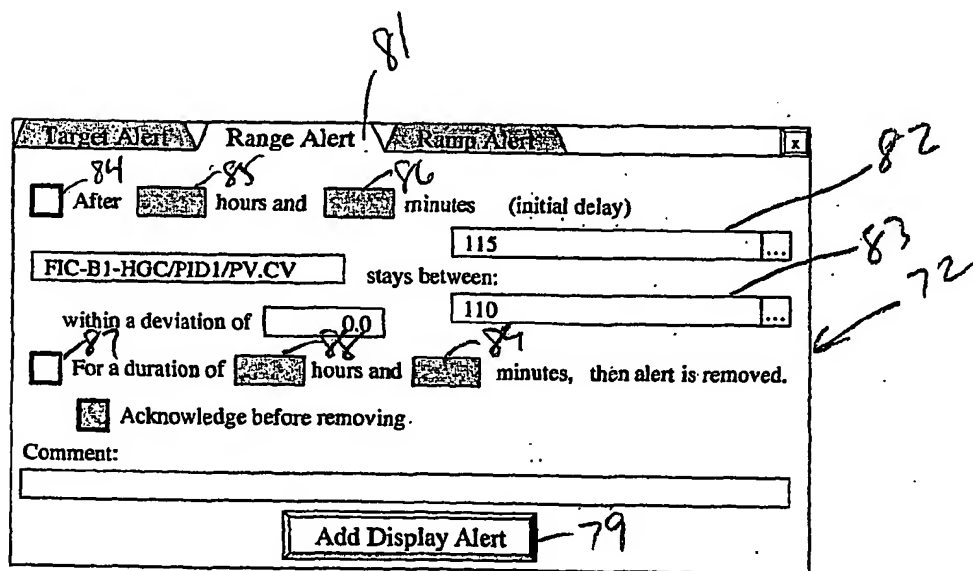 81
Target Alert Range Alert Ramp Alert x
84 85 86 82
After hours and minutes (initial delay)
115 ...
83
FIC-B1-HGC/PID1/PV.CV stays between:
72
110 ...
within a deviation of 0.0
87 88 89
For a duration of hours and minutes, then alert is removed.
Acknowledge before removing.
Comment:
Add Display Alert 79